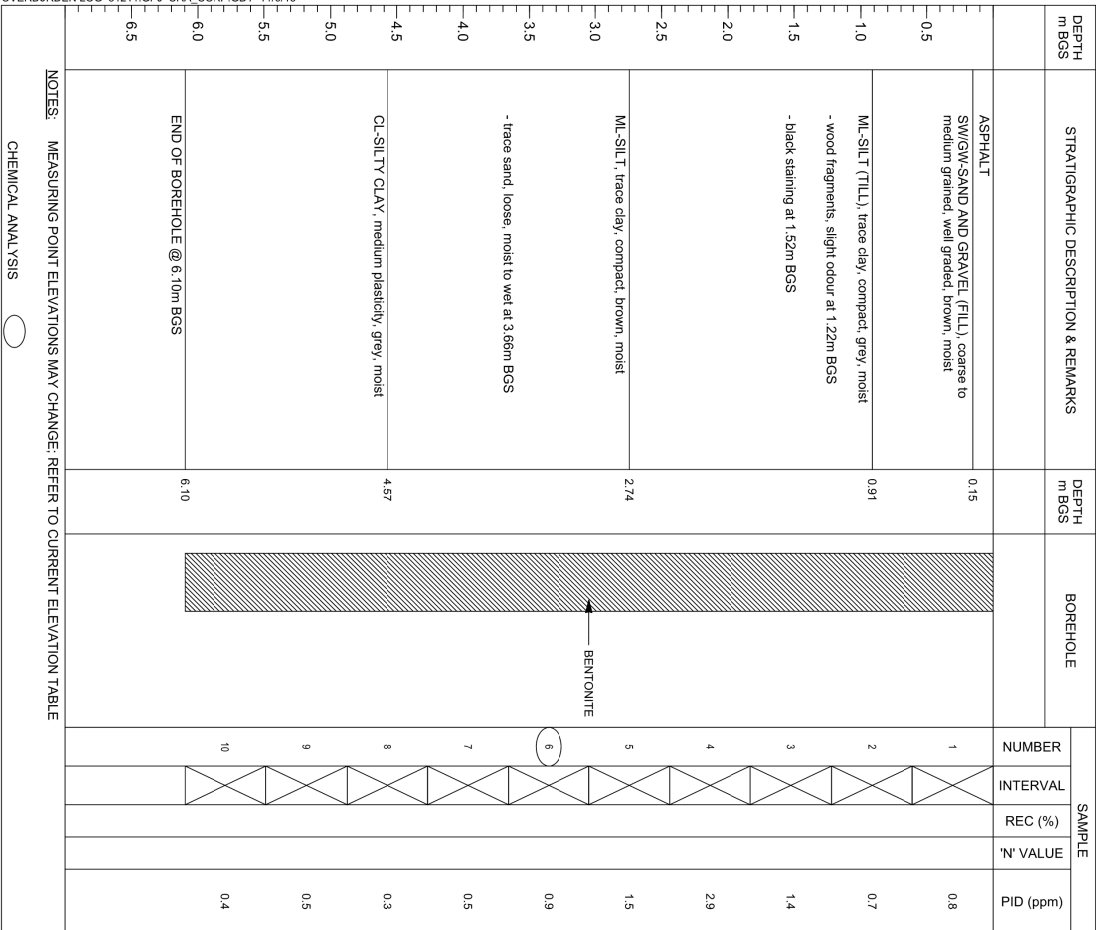 DEPTH
m BGS
STRATIGRAPHIC DESCRIPTION & REMARKS
DEPTH
m BGS
BOREHOLE
SAMPLE
NUMBER
INTERVAL
REC (%)
'N' VALUE
PID (ppm)
ASPHALT
0.15
SW/GW-SAND AND GRAVEL (FILL), coarse to
medium grained, well graded, brown, moist
1
0.8
0.5
ML-SILT (TILL), trace clay, compact, grey, moist
0.91
2
0.7
1.0
- wood fragments, slight odour at 1.22m BGS
- black staining at 1.52m BGS
3
1.4
1.5
4
2.9
2.0
2.5
ML-SILT, trace clay, compact, brown, moist
2.74
5
1.5
3.0
BENTONITE
6
0.9
3.5
- trace sand, loose, moist to wet at 3.66m BGS
7
0.5
4.0
4.5
CL-SILTY CLAY, medium plasticity, grey, moist
4.57
8
0.3
5.0
9
0.5
5.5
10
0.4
6.0
END OF BOREHOLE @ 6.10m BGS
6.10
6.5
NOTES: MEASURING POINT ELEVATIONS MAY CHANGE; REFER TO CURRENT ELEVATION TABLE
CHEMICAL ANALYSIS